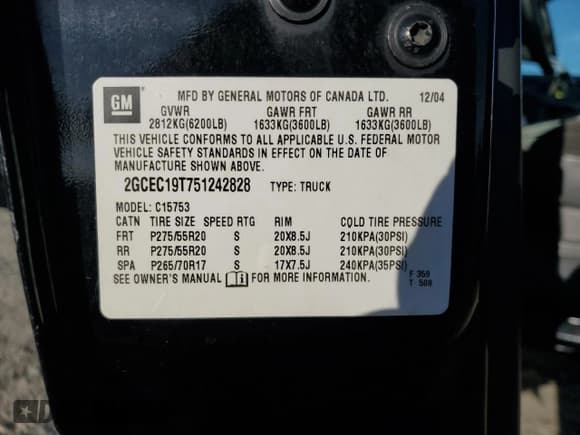 GM
MFD BY GENERAL MOTORS OF CANADA LTD. 12/04
GVWR GAWR FRT GAWR RR
2812KG(6200LB) 1633KG(3600LB) 1633KG(3600LB)
THIS VEHICLE CONFORMS TO ALL APPLICABLE U.S. FEDERAL MOTOR
VEHICLE SAFETY STANDARDS IN EFFECT ON THE DATE OF
MANUFACTURE SHOWN ABOVE.
2GCEC19T751242828 TYPE: TRUCK
MODEL: C15753
CATN TIRE SIZE SPEED RTG RIM COLD TIRE PRESSURE
FRT P275/55R20 S 20X8.5J 210KPA(30PSI)
RR P275/55R20 S 20X8.5J 210KPA(30PSI)
SPA P265/70R17 S 17X7.5J 240KPA(35PSI)
SEE OWNER'S MANUAL FOR MORE INFORMATION.
F 359
T 508